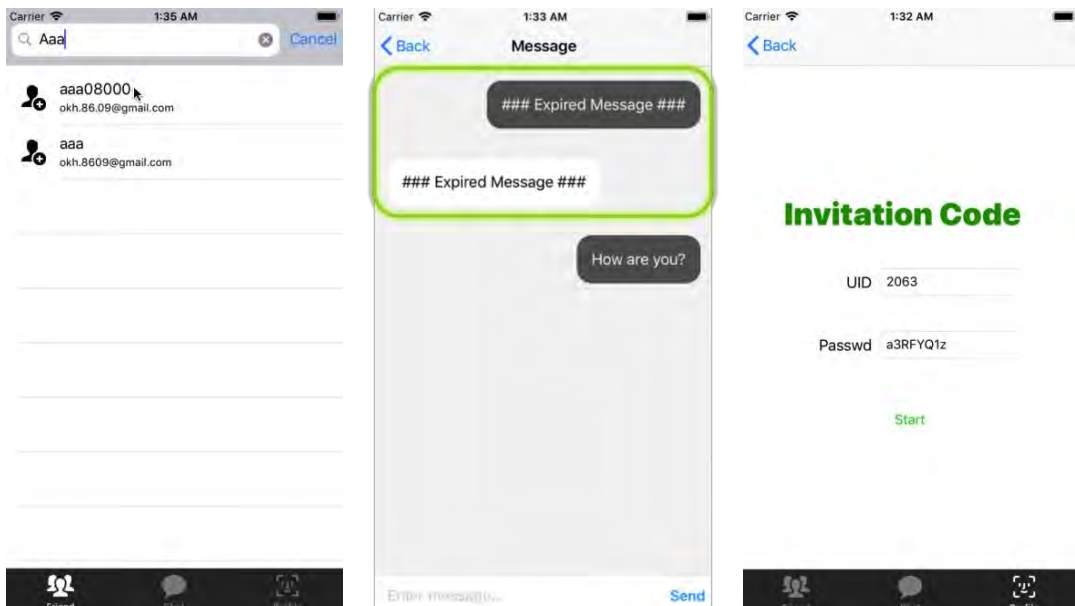 Carrier 1:35 AM
Aaa Cancel
aaa08000
okh.86.09@gmail.com
aaa
okh.8609@gmail.com
Carrier 1:33 AM
Back Message
### Expired Message ###
### Expired Message ###
How are you?
Enter message... Send
Carrier 1:32 AM
Back
Invitation Code
UID 2063
Passwd a3RFYQ1z
Start